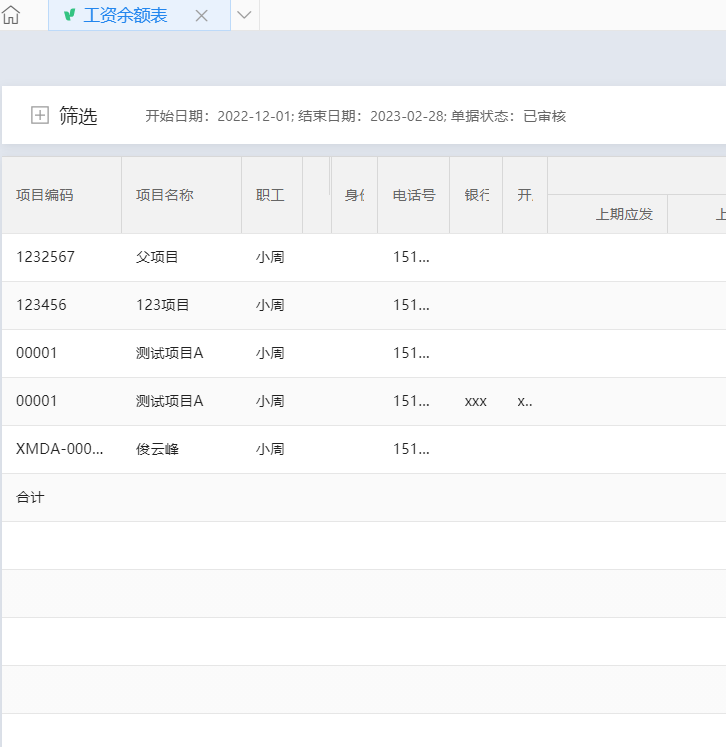 工资余额表
筛选 开始日期：2022-12-01; 结束日期：2023-02-28; 单据状态：已审核
项目编码 项目名称 职工 电话号 银行 开.
上期应发 上
1232567 父项目 小周 151...
123456 123项目 小周 151...
00001 测试项目A 小周 151...
00001 测试项目A 小周 151... xxx x..
XMDA-000... 俊云峰 小周 151...
合计